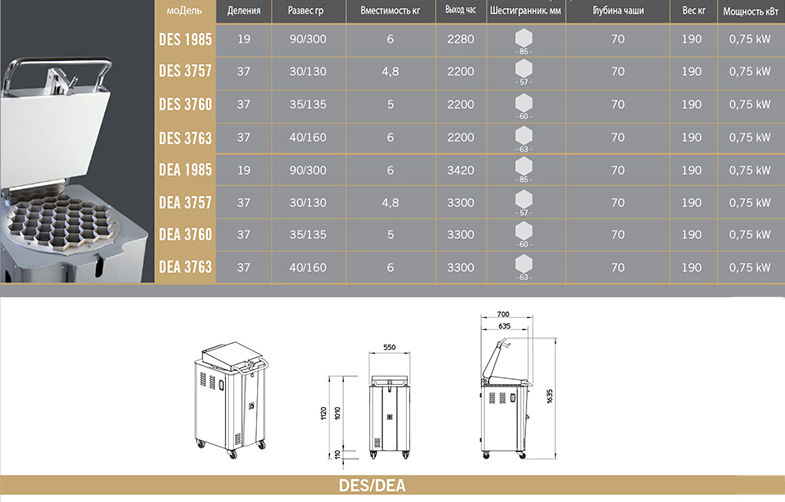 моДель Деления Развес гр Вместимость кг Выход час Шестигранник. мм Глубина чаши Вес кг Мощность кВт
DES 1985 19 90/300 6 2280 - 85 - 70 190 0,75 kW
DES 3757 37 30/130 4,8 2200 - 57 - 70 190 0,75 kW
DES 3760 37 35/135 5 2200 - 60 - 70 190 0,75 kW
DES 3763 37 40/160 6 2200 - 63 - 70 190 0,75 kW
DEA 1985 19 90/300 6 3420 - 85 - 70 190 0,75 kW
DEA 3757 37 30/130 4,8 3300 - 57 - 70 190 0,75 kW
DEA 3760 37 35/135 5 3300 - 60 - 70 190 0,75 kW
DEA 3763 37 40/160 6 3300 - 63 - 70 190 0,75 kW
700
635
550
1120 1010 1635
110
DES/DEA